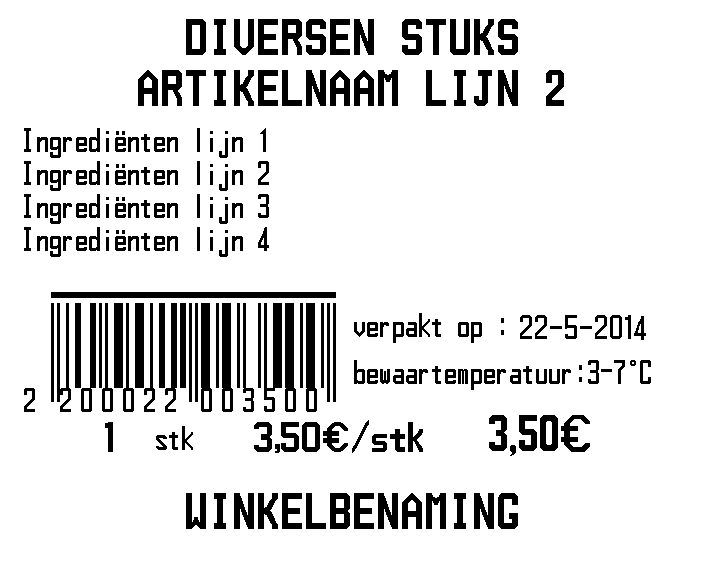 DIVERSEN STUKS
ARTIKELNAAM LIJN 2
Ingrediënten lijn 1
Ingrediënten lijn 2
Ingrediënten lijn 3
Ingrediënten lijn 4
verpakt op : 22-5-2014
bewaartemperatuur:3-7°C
2 200022 003500
1 stk 3,50€/stk 3,50€
WINKELBENAMING